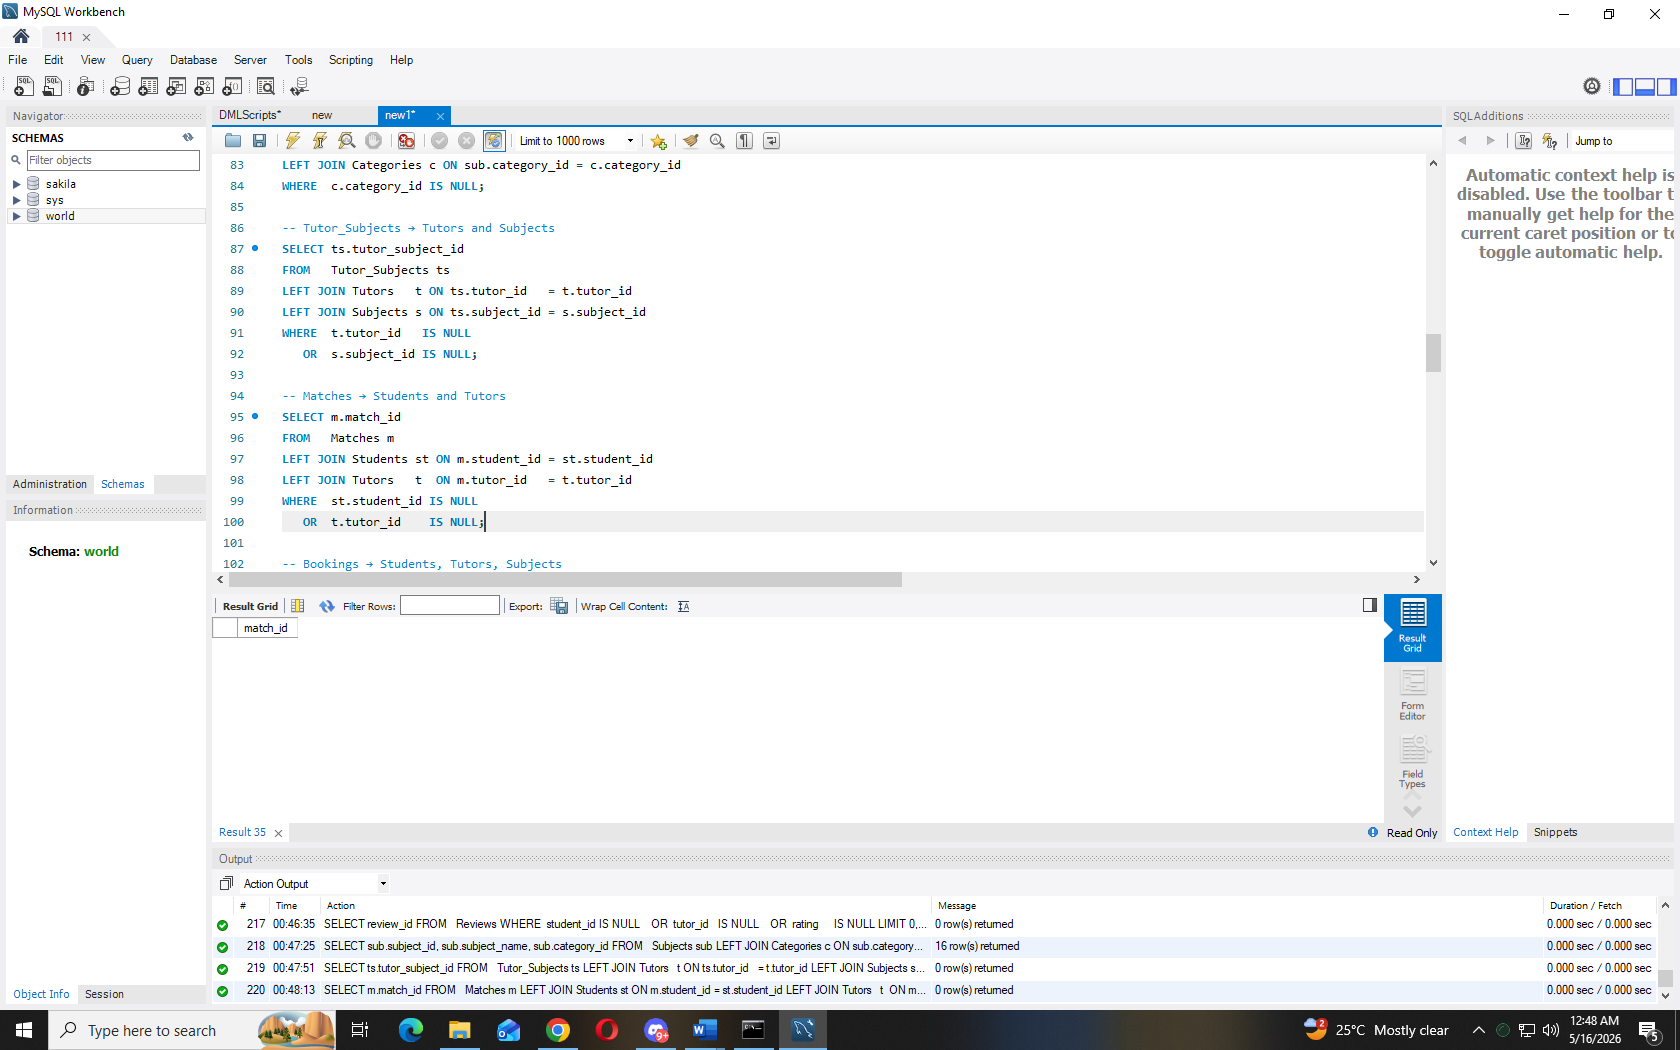 MySQL Workbench
111
File Edit View Query Database Server Tools Scripting Help
Navigator
SCHEMAS
Filter objects
sakila
sys
world
Administration Schemas
Information
Schema: world
Object Info Session
DMLScripts* new new1*
Limit to 1000 rows
83 LEFT JOIN Categories c ON sub.category_id = c.category_id
84 WHERE c.category_id IS NULL;
85
86 -- Tutor_Subjects → Tutors and Subjects
87 SELECT ts.tutor_subject_id
88 FROM Tutor_Subjects ts
89 LEFT JOIN Tutors t ON ts.tutor_id = t.tutor_id
90 LEFT JOIN Subjects s ON ts.subject_id = s.subject_id
91 WHERE t.tutor_id IS NULL
92 OR s.subject_id IS NULL;
93
94 -- Matches → Students and Tutors
95 SELECT m.match_id
96 FROM Matches m
97 LEFT JOIN Students st ON m.student_id = st.student_id
98 LEFT JOIN Tutors t ON m.tutor_id = t.tutor_id
99 WHERE st.student_id IS NULL
100 OR t.tutor_id IS NULL;
101
102 -- Bookings → Students, Tutors, Subjects
Result Grid Filter Rows: Export: Wrap Cell Content:
match_id
Result Grid
Form Editor
Field Types
Result 35 Read Only
SQLAdditions
Jump to
Automatic context help is
disabled. Use the toolbar t
manually get help for the
current caret position or to
toggle automatic help.
Context Help Snippets
Output
Action Output
# Time Action Message Duration / Fetch
217 00:46:35 SELECT review_id FROM Reviews WHERE student_id IS NULL OR tutor_id IS NULL OR rating IS NULL LIMIT 0,... 0 row(s) returned 0.000 sec / 0.000 sec
218 00:47:25 SELECT sub.subject_id, sub.subject_name, sub.category_id FROM Subjects sub LEFT JOIN Categories c ON sub.category... 16 row(s) returned 0.000 sec / 0.000 sec
219 00:47:51 SELECT ts.tutor_subject_id FROM Tutor_Subjects ts LEFT JOIN Tutors t ON ts.tutor_id = t.tutor_id LEFT JOIN Subjects s... 0 row(s) returned 0.000 sec / 0.000 sec
220 00:48:13 SELECT m.match_id FROM Matches m LEFT JOIN Students st ON m.student_id = st.student_id LEFT JOIN Tutors t ON m... 0 row(s) returned 0.000 sec / 0.000 sec
Type here to search
9+
2
25°C Mostly clear
12:48 AM
5/16/2026
5